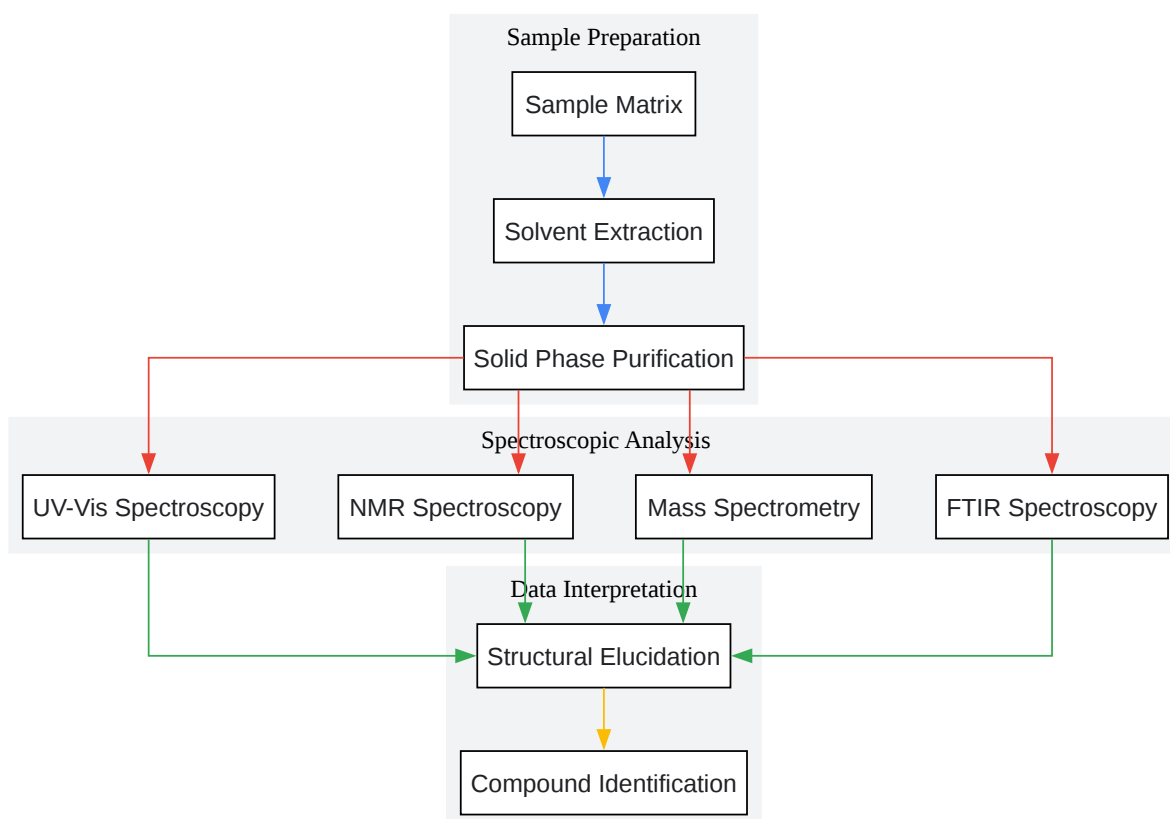 Sample Preparation
Sample Matrix
Solvent Extraction
Solid Phase Purification
Spectroscopic Analysis
UV-Vis Spectroscopy
NMR Spectroscopy
Mass Spectrometry
FTIR Spectroscopy
Data Interpretation
Structural Elucidation
Compound Identification